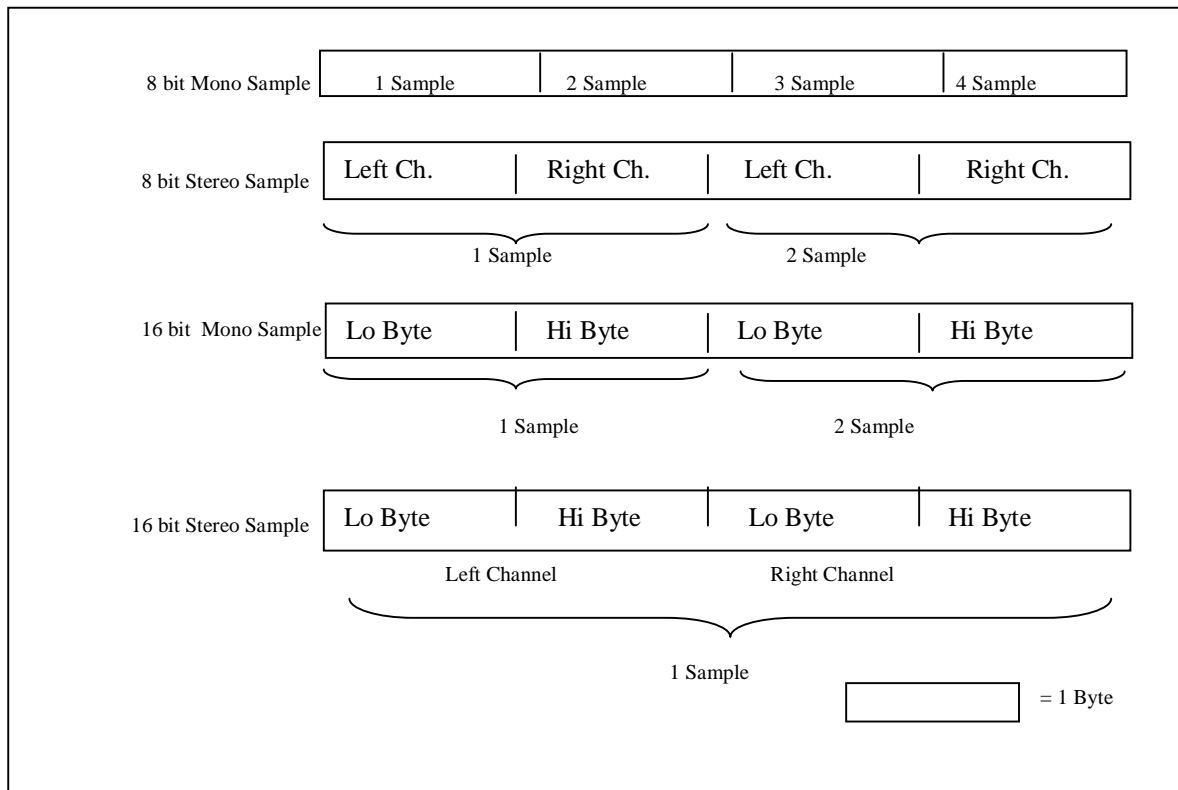 8 bit Mono Sample 1 Sample 2 Sample 3 Sample 4 Sample
8 bit Stereo Sample Left Ch. Right Ch. Left Ch. Right Ch.
1 Sample 2 Sample
16 bit Mono Sample Lo Byte Hi Byte Lo Byte Hi Byte
1 Sample 2 Sample
16 bit Stereo Sample Lo Byte Hi Byte Lo Byte Hi Byte
Left Channel Right Channel
1 Sample
= 1 Byte